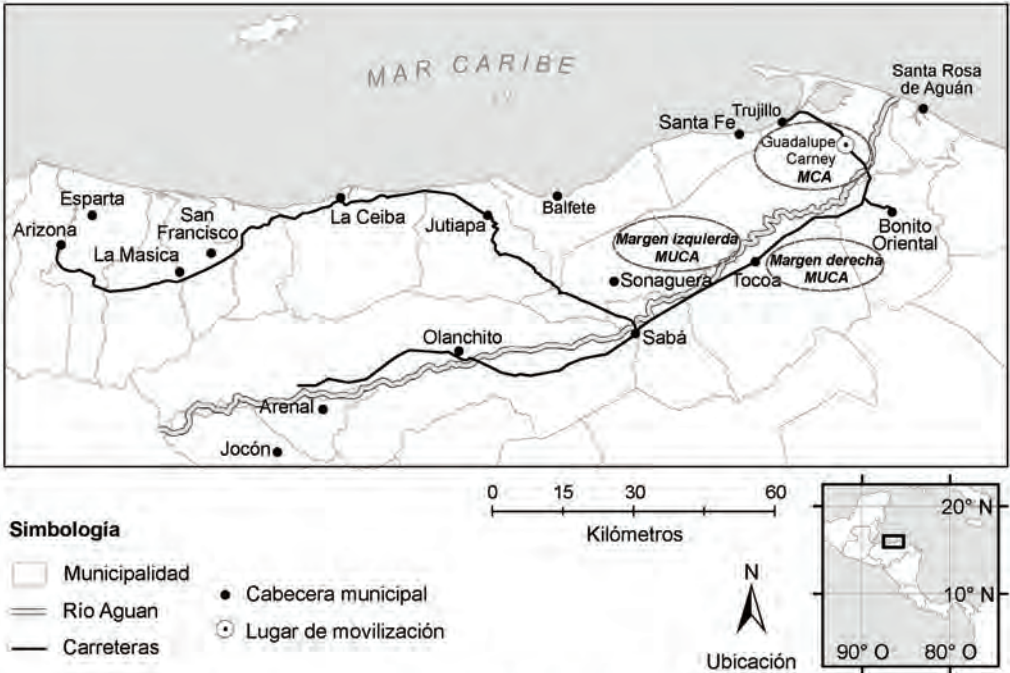 MAR CARIBE
Santa Rosa
de Aguán
Trujillo
Santa Fe
Guadalupe
Carney
MCA
Esparta
San
Francisco
Arizona
La Masica
La Ceiba
Jutiapa
Balfete
Bonito
Oriental
Margen izquierda
MUCA
Margen derecha
MUCA
Sonaguera
Tocoa
Olanchito
Sabá
Arenal
Jocón
0 15 30 60
Kilómetros
Simbología
Municipalidad
Rio Aguan
Carreteras
Cabecera municipal
Lugar de movilización
N
Ubicación
20° N
10° N
90° O 80° O